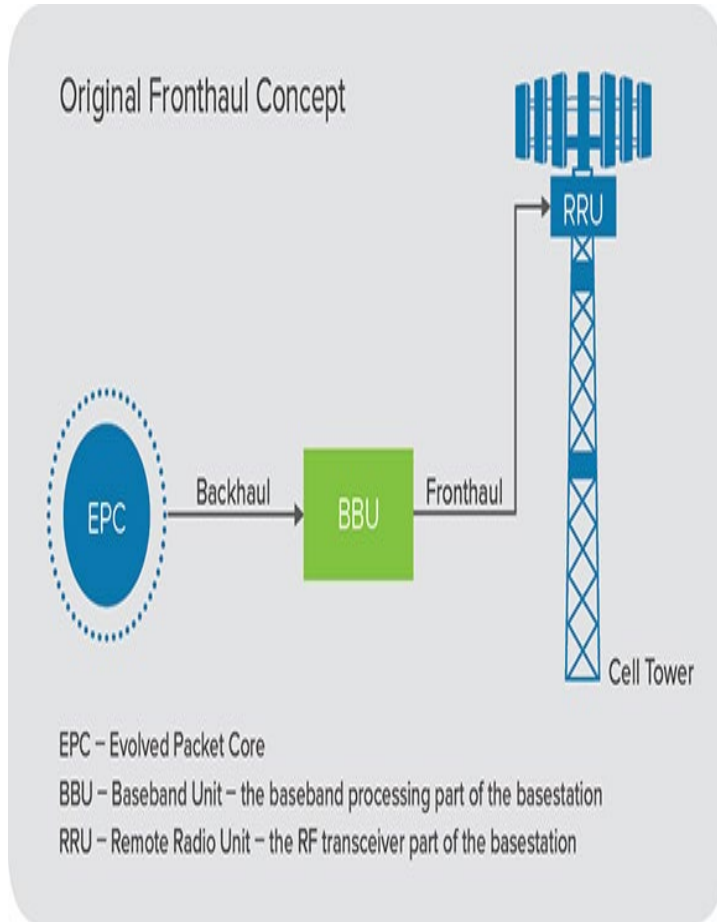 Original Fronthaul Concept
RRU
EPC
Backhaul
BBU
Fronthaul
Cell Tower
EPC – Evolved Packet Core
BBU – Baseband Unit – the baseband processing part of the basestation
RRU – Remote Radio Unit – the RF transceiver part of the basestation